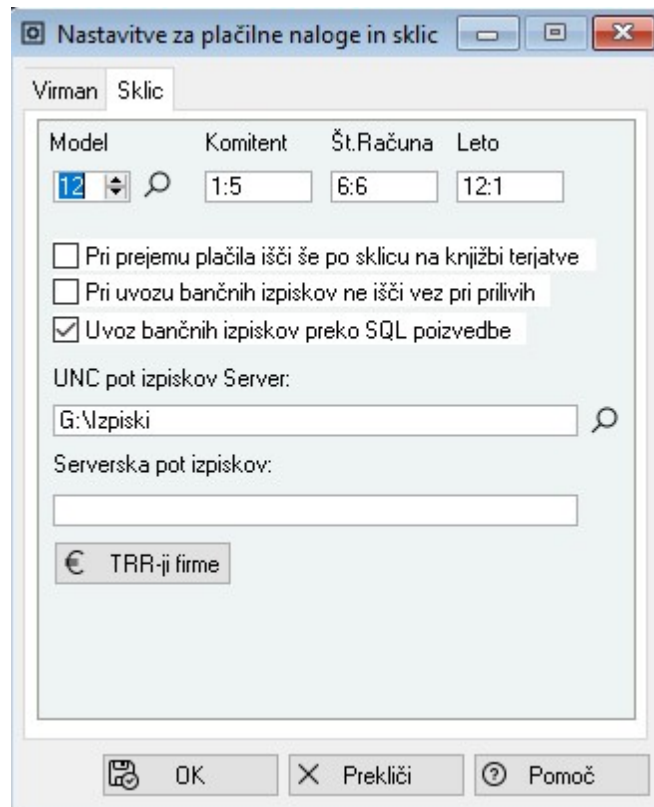 Nastavitve za plačilne naloge in sklic
Virman Sklic
Model Komitent Št.Računa Leto
12 1:5 6:6 12:1
Pri prejemu plačila išči še po sklicu na knjižbi terjatve
Pri uvozu bančnih izpiskov ne išči vez pri prilivih
Uvoz bančnih izpiskov preko SQL poizvedbe
UNC pot izpiskov Server:
G:\Izpiski
Serverska pot izpiskov:
€ TRR-ji firme
OK Prekliči Pomoč